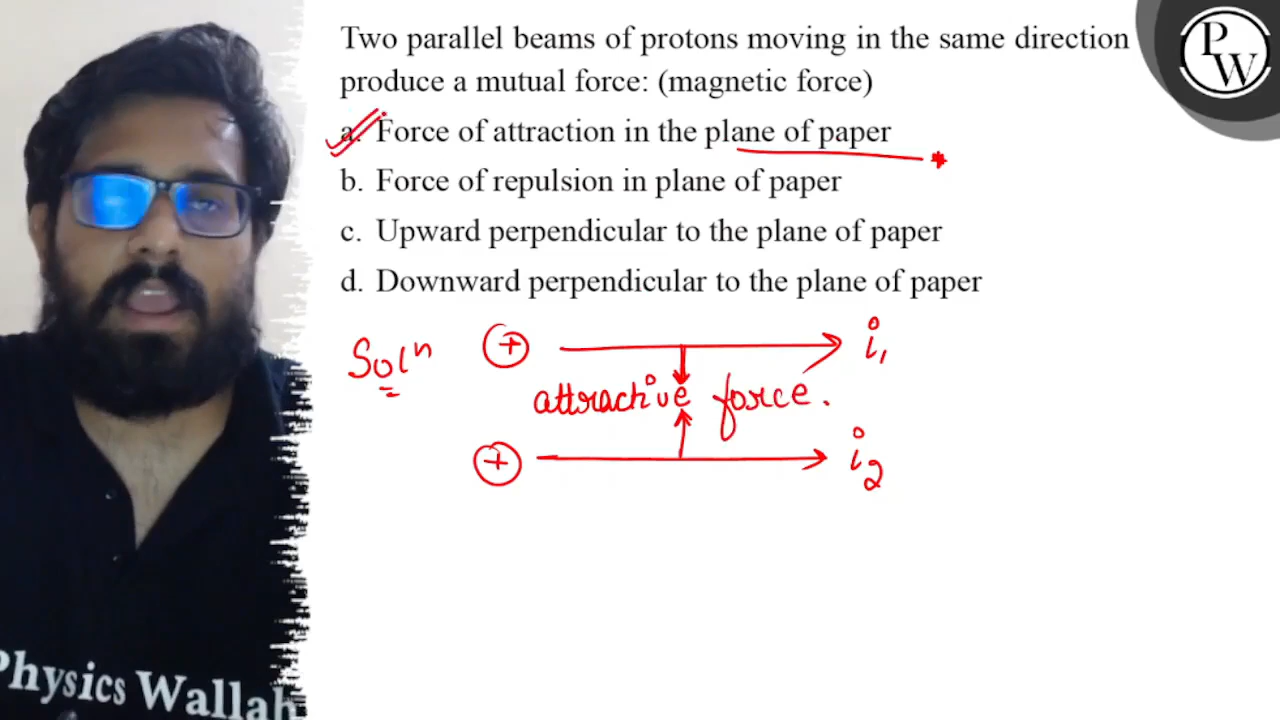 Two parallel beams of protons moving in the same direction
produce a mutual force: (magnetic force)
a. Force of attraction in the plane of paper
b. Force of repulsion in plane of paper
c. Upward perpendicular to the plane of paper
d. Downward perpendicular to the plane of paper
Solⁿ + i₁
attractive force.
+ i₂
PW
Physics Wallah